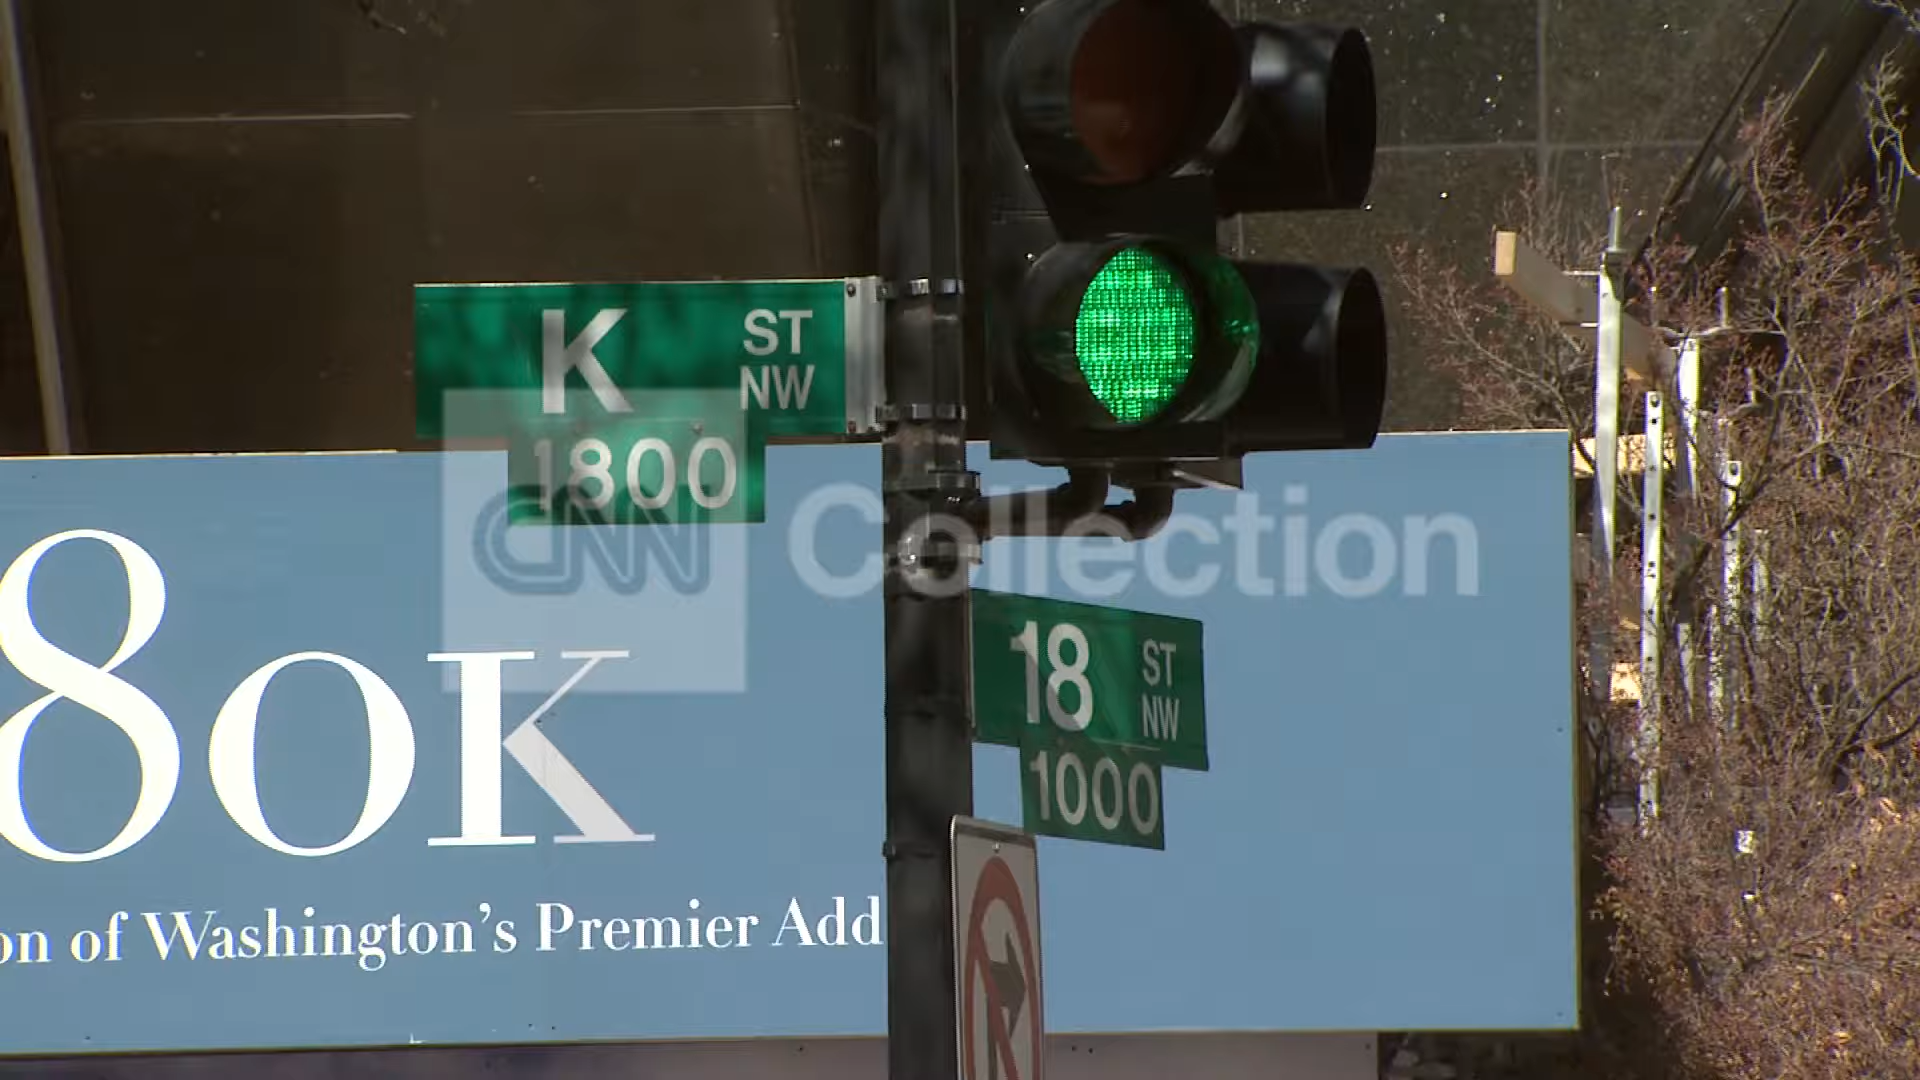 K ST NW
1800
CNN Collection
18 ST NW
1000
80K
on of Washington's Premier Add